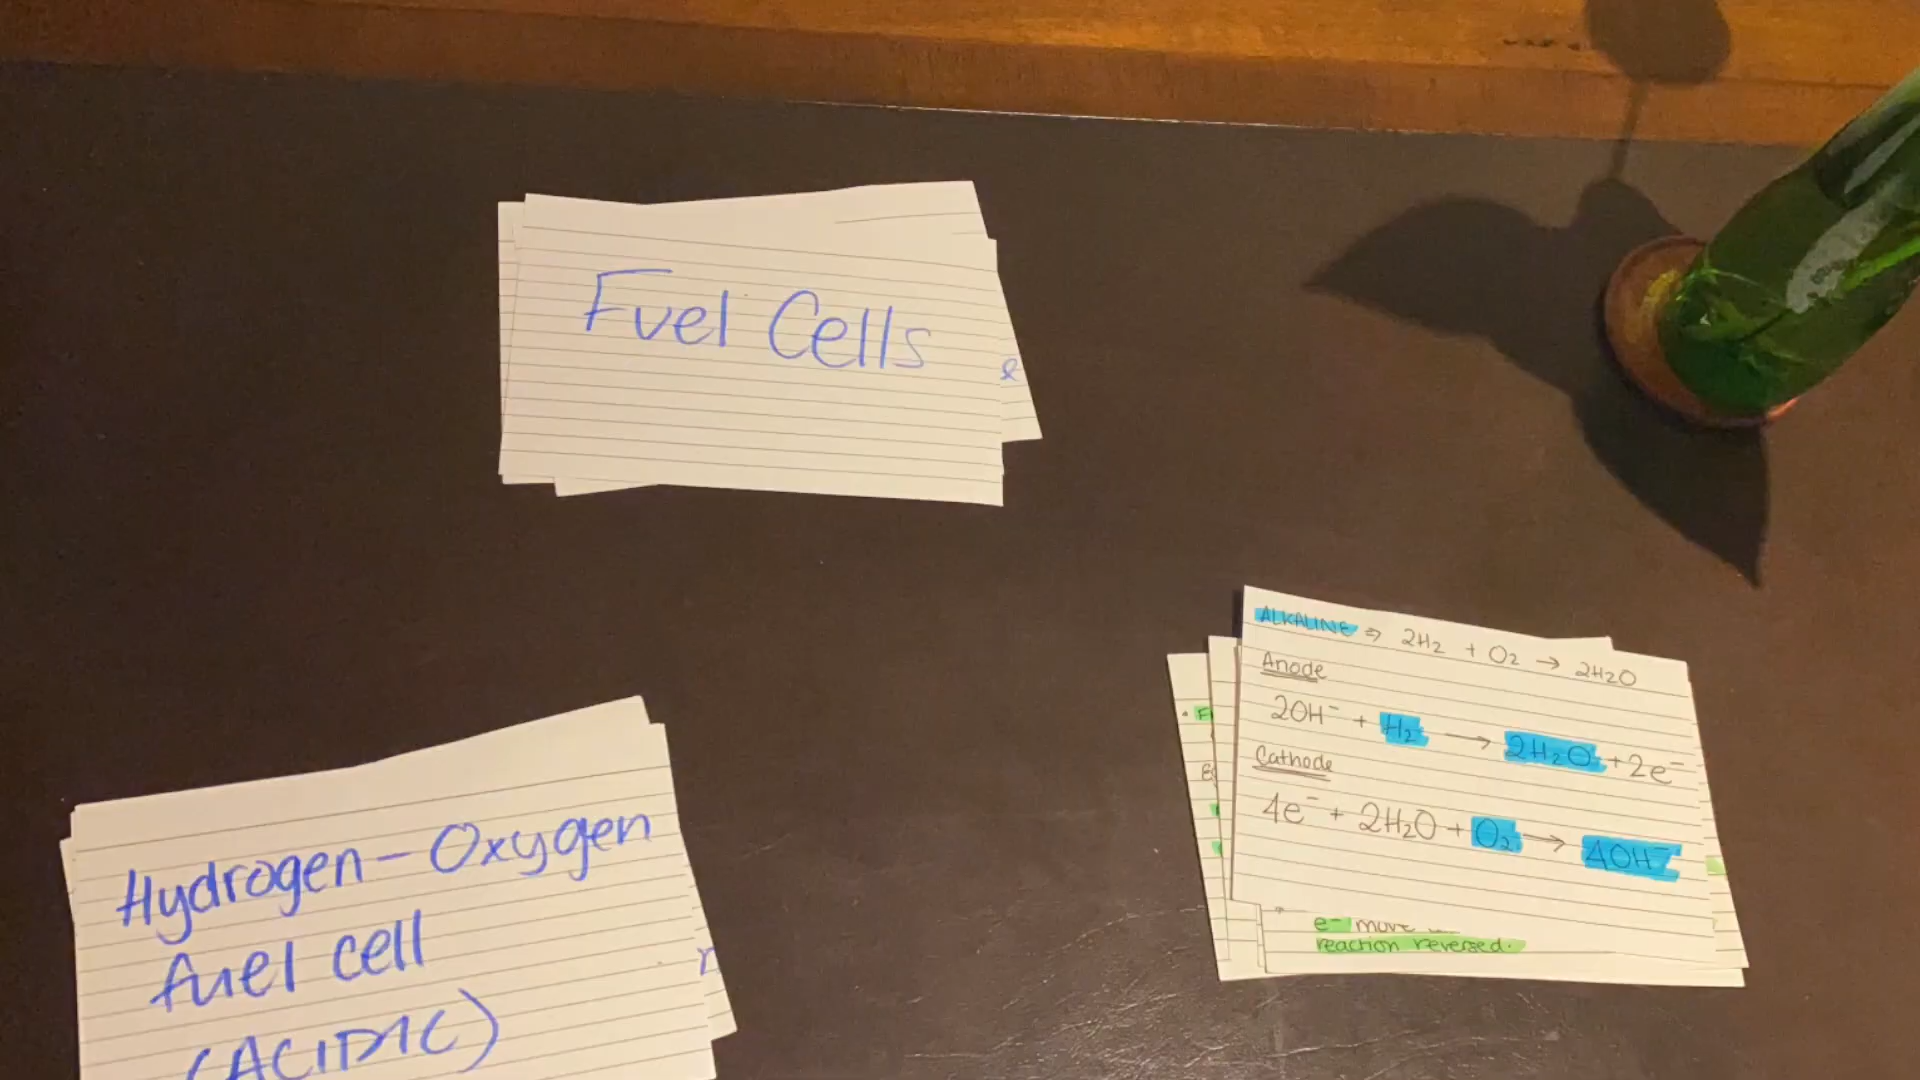 Fuel Cells
e
ALKALINE ⇒ 2H₂ + O₂ → 2H₂O
Anode
2OH⁻ + H₂ → 2H₂O + 2e⁻
Cathode
4e⁻ + 2H₂O + O₂ → 4OH⁻
e⁻ move
reaction reversed.
Hydrogen-Oxygen
fuel cell
(ACIDIC)